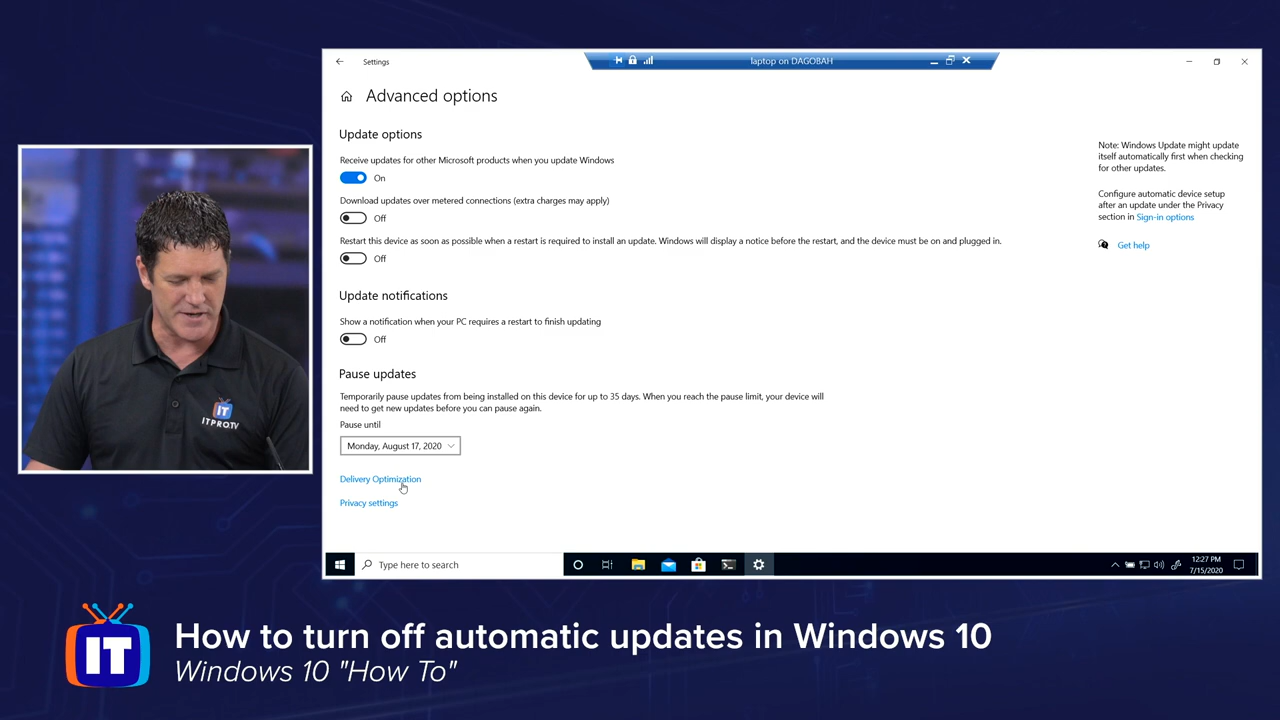 Settings
laptop on DAGOBAH
Advanced options
Update options
Receive updates for other Microsoft products when you update Windows
On
Download updates over metered connections (extra charges may apply)
Off
Restart this device as soon as possible when a restart is required to install an update. Windows will display a notice before the restart, and the device must be on and plugged in.
Off
Update notifications
Show a notification when your PC requires a restart to finish updating
Off
Pause updates
Temporarily pause updates from being installed on this device for up to 35 days. When you reach the pause limit, your device will
need to get new updates before you can pause again.
Pause until
Monday, August 17, 2020
Delivery Optimization
Privacy settings
Note: Windows Update might update
itself automatically first when checking
for other updates.
Configure automatic device setup
after an update under the Privacy
section in Sign-in options
Get help
Type here to search
12:27 PM
7/15/2020
IT
ITPRO.TV
IT
How to turn off automatic updates in Windows 10
Windows 10 "How To"